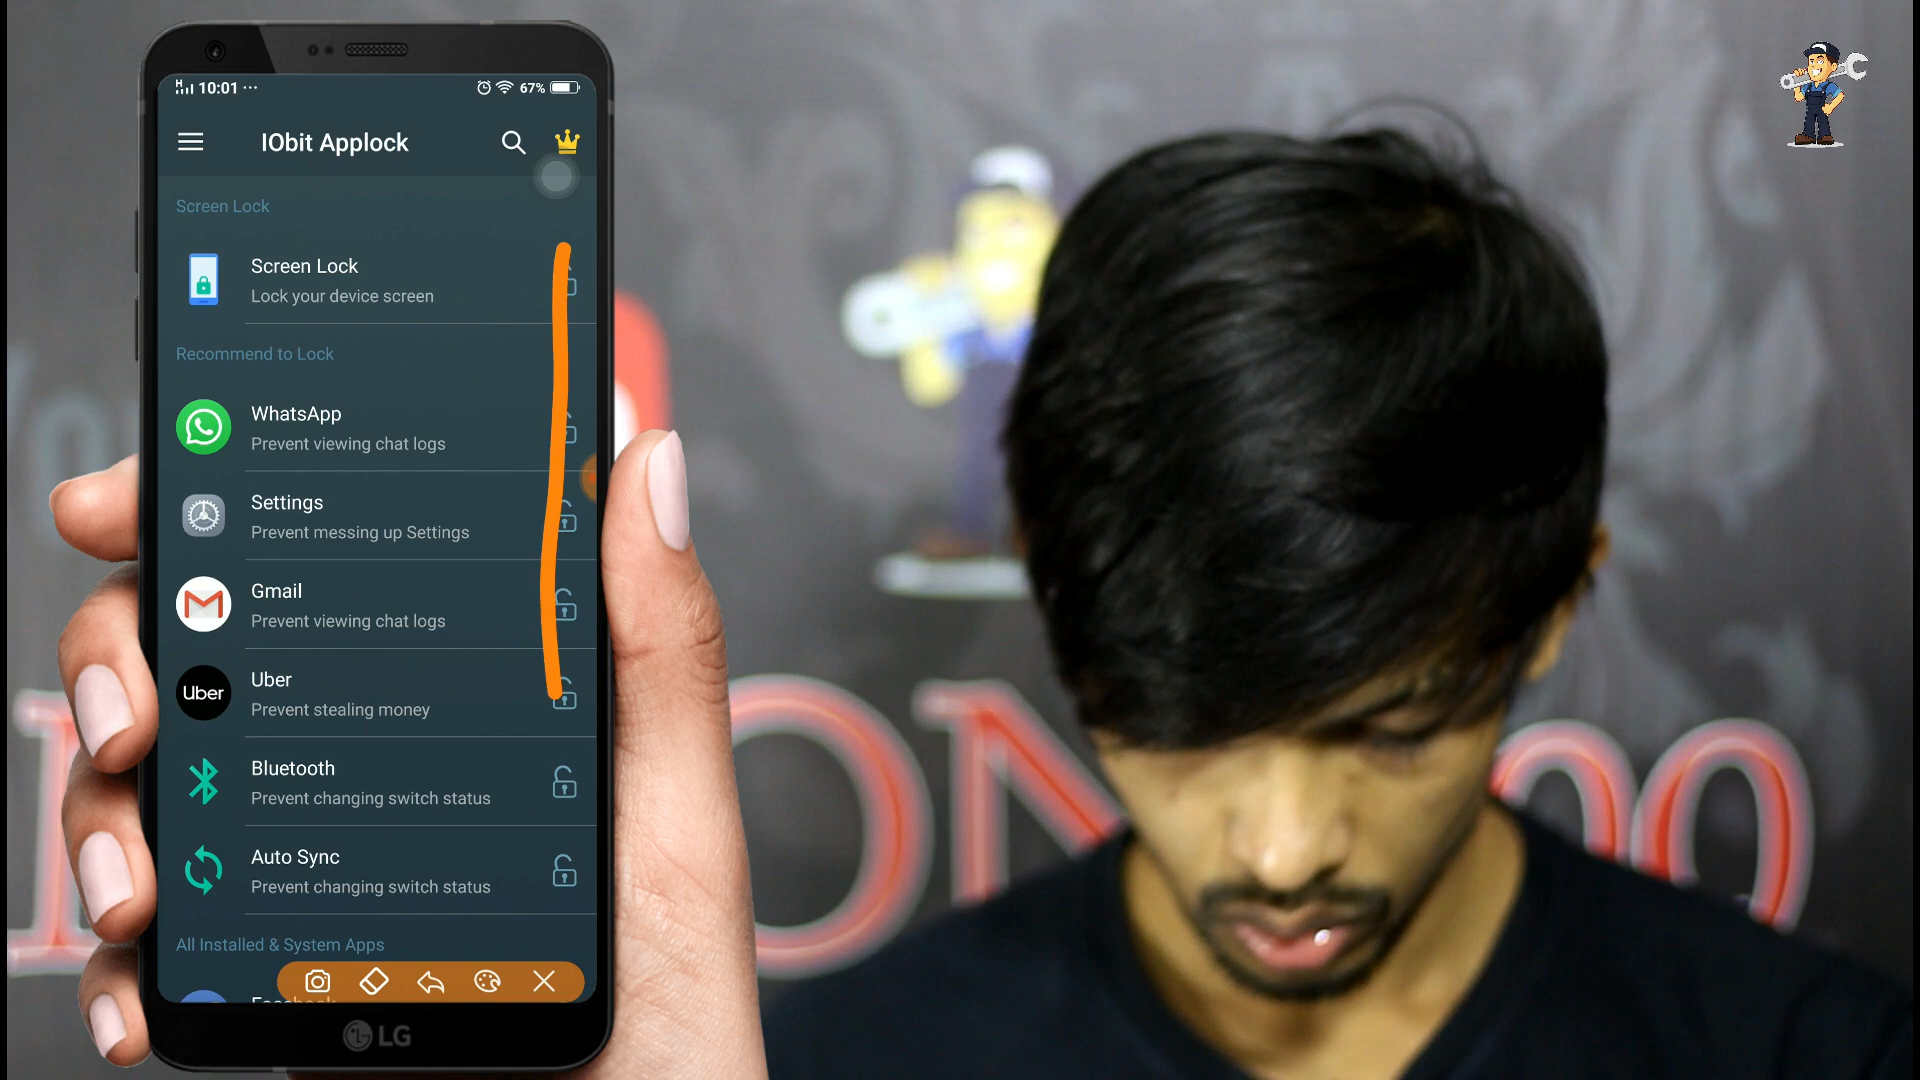 10:01 ... 67%
IObit Applock
Screen Lock
Screen Lock
Lock your device screen
Recommend to Lock
WhatsApp
Prevent viewing chat logs
Settings
Prevent messing up Settings
Gmail
Prevent viewing chat logs
Uber
Uber
Prevent stealing money
Bluetooth
Prevent changing switch status
Auto Sync
Prevent changing switch status
All Installed & System Apps
Facebook
LG